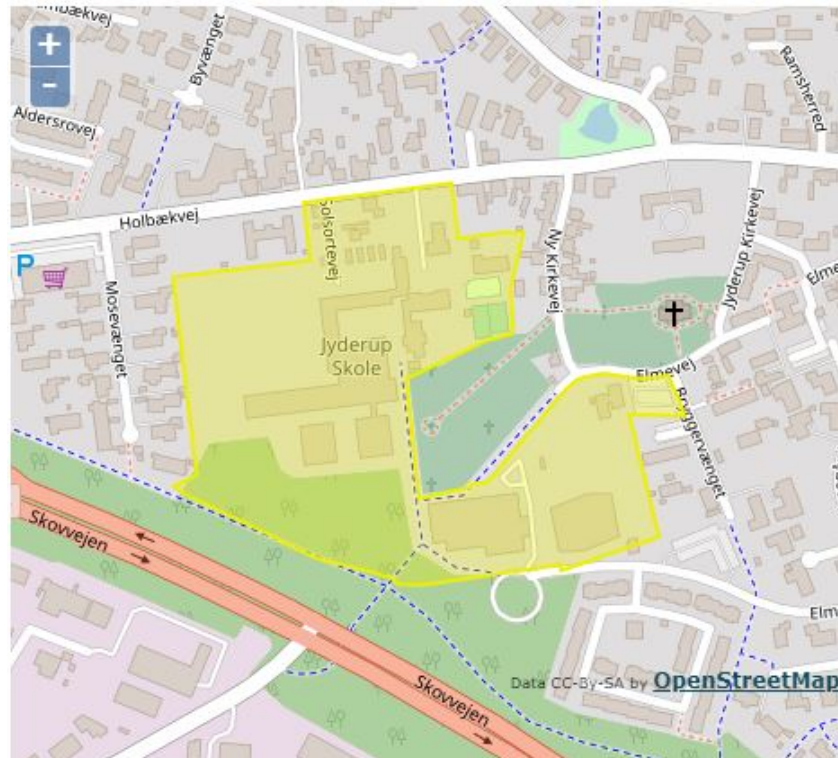 +
-
Byvænget
Aldersrovej
Ramsherred
Holbækvej
Solsortevej
P
Mosevænget
Ny Kirkevej
Jyderup Kirkevej
Jyderup
Skole
Elmevej
Bryggervænget
Skovvejen
Skovvejen
Data CC-By-SA by OpenStreetMap